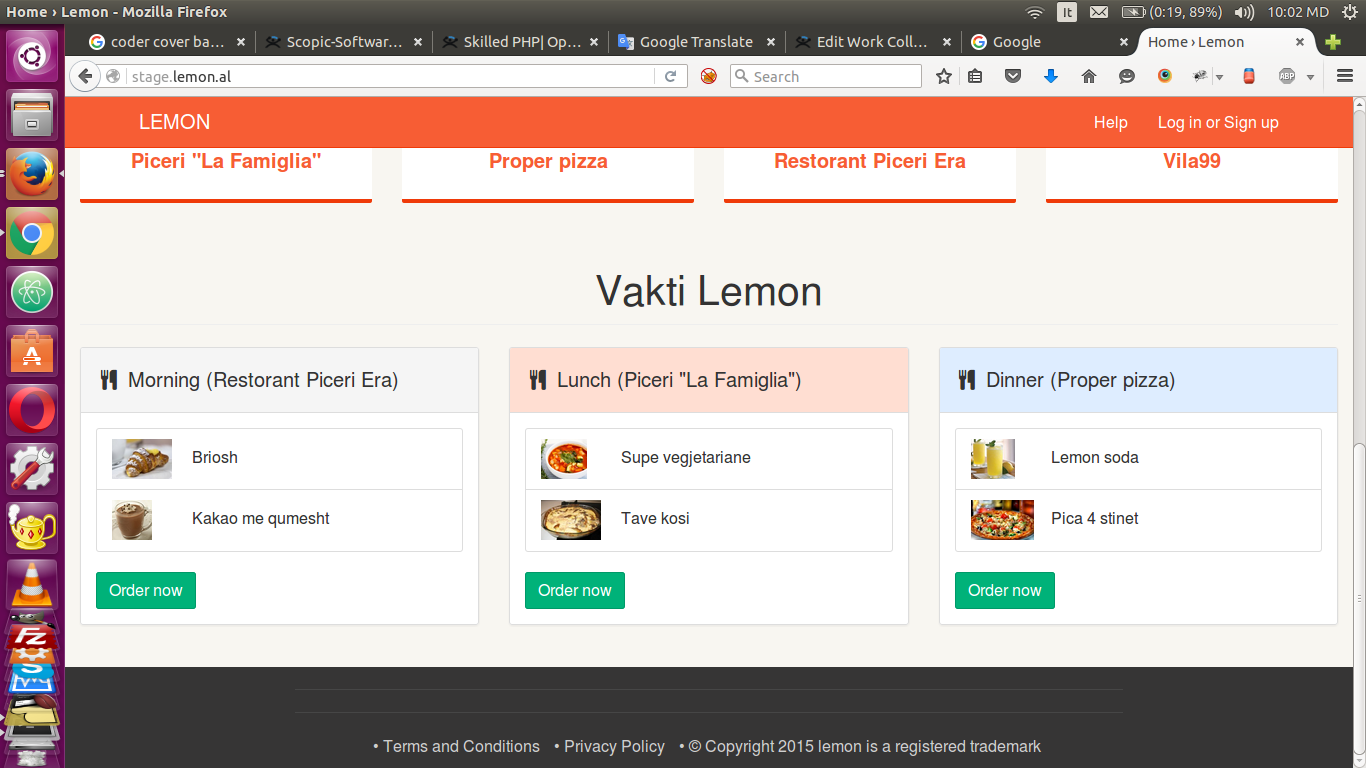 Home › Lemon - Mozilla Firefox
It
(0:19, 89%)
10:02 MD
coder cover ba...
Scopic-Softwar...
Skilled PHP| Op...
Google Translate
Edit Work Coll...
Google
Home › Lemon
stage.lemon.al
Search
ABP
LEMON
Help
Log in or Sign up
Piceri "La Famiglia"
Proper pizza
Restorant Piceri Era
Vila99
Vakti Lemon
Morning (Restorant Piceri Era)
Briosh
Kakao me qumesht
Order now
Lunch (Piceri "La Famiglia")
Supe vegjetariane
Tave kosi
Order now
Dinner (Proper pizza)
Lemon soda
Pica 4 stinet
Order now
• Terms and Conditions • Privacy Policy • © Copyright 2015 lemon is a registered trademark